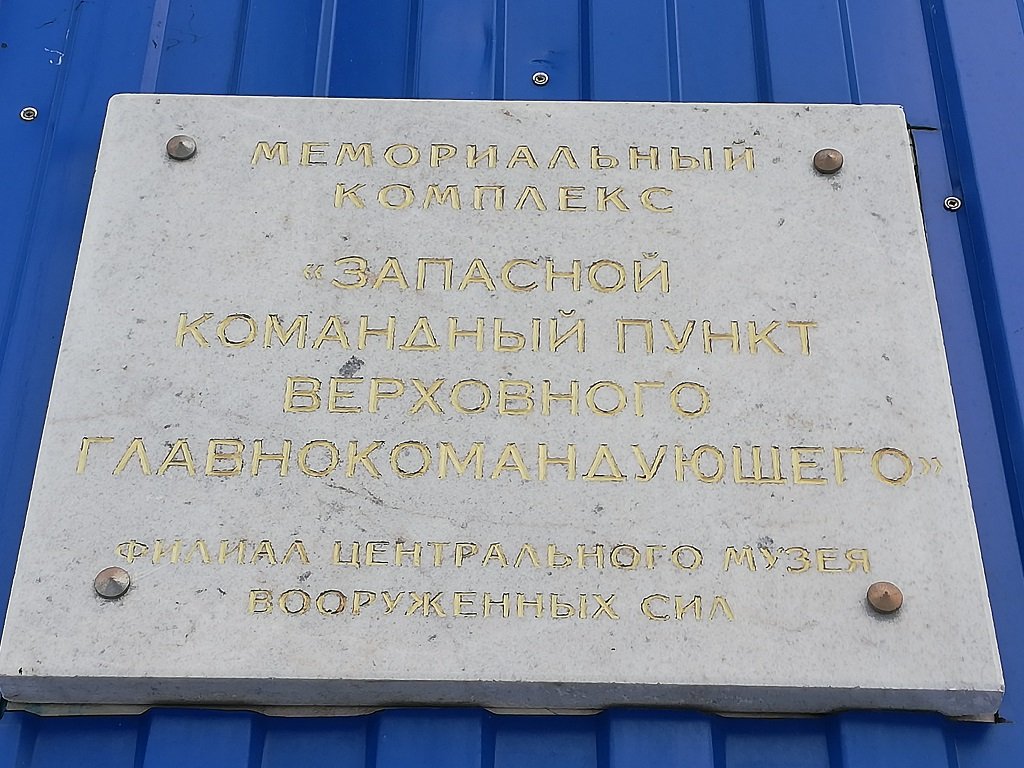 МЕМОРИАЛЬНЫЙ
КОМПЛЕКС
“ЗАПАСНОЙ
КОМАНДНЫЙ ПУНКТ
ВЕРХОВНОГО
ГЛАВНОКОМАНДУЮЩЕГО”
ФИЛИАЛ ЦЕНТРАЛЬНОГО МУЗЕЯ
ВООРУЖЕННЫХ СИЛ